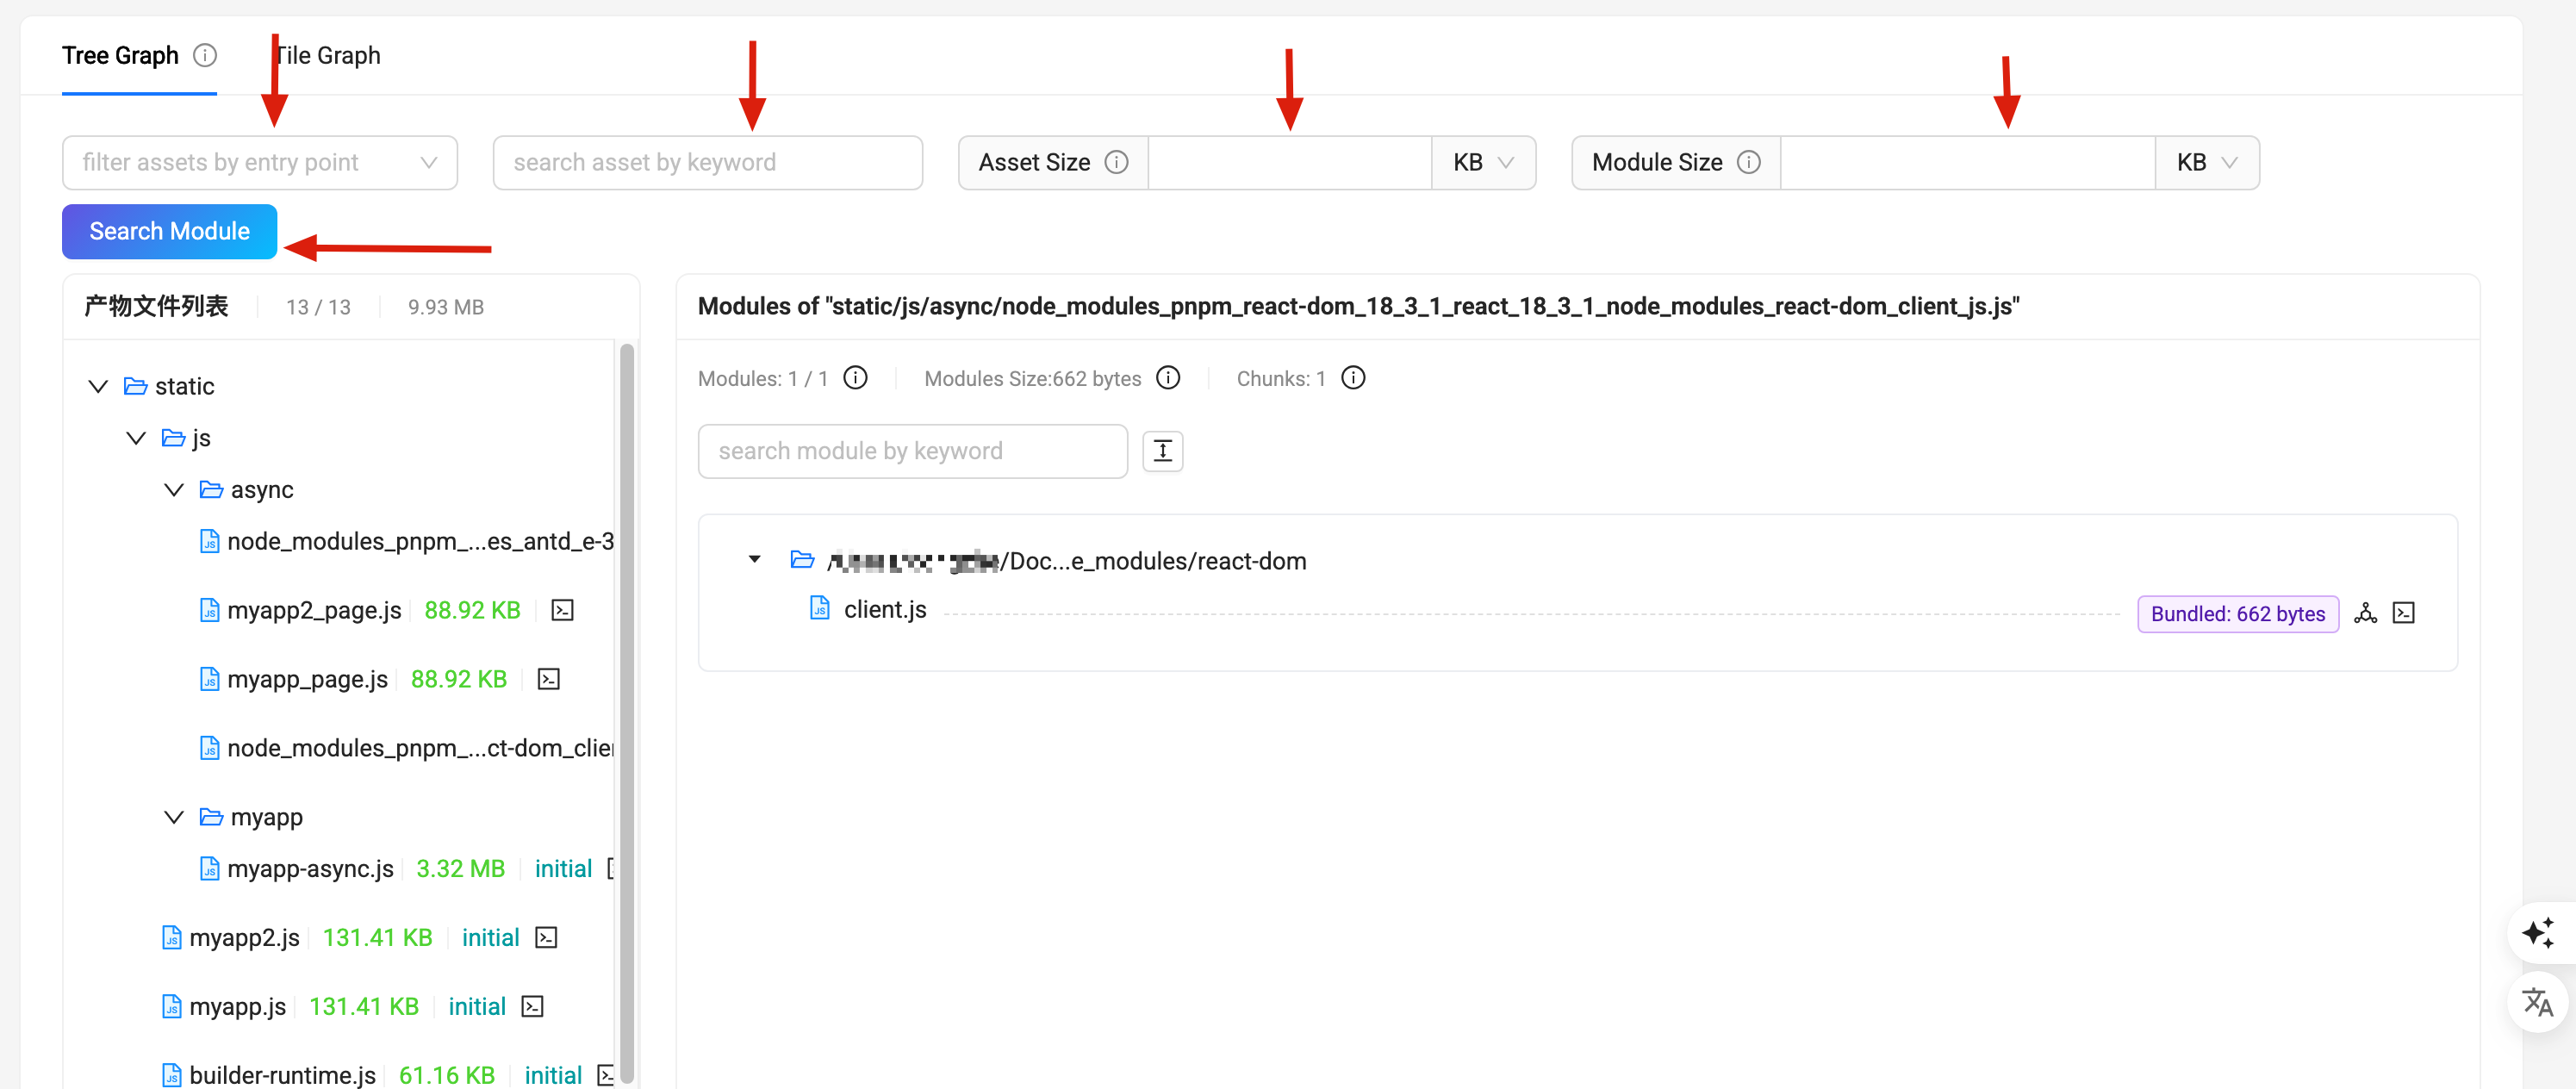 Tree Graph Tile Graph
filter assets by entry point search asset by keyword Asset Size KB Module Size KB
Search Module
产物文件列表 13 / 13 9.93 MB
static
js
async
node_modules_pnpm_...es_antd_e-3
myapp2_page.js 88.92 KB
myapp_page.js 88.92 KB
node_modules_pnpm_...ct-dom_clie
myapp
myapp-async.js 3.32 MB initial
myapp2.js 131.41 KB initial
myapp.js 131.41 KB initial
builder-runtime.js 61.16 KB initial
Modules of "static/js/async/node_modules_pnpm_react-dom_18_3_1_react_18_3_1_node_modules_react-dom_client_js.js"
Modules: 1 / 1 Modules Size:662 bytes Chunks: 1
search module by keyword
/Doc...e_modules/react-dom
client.js Bundled: 662 bytes